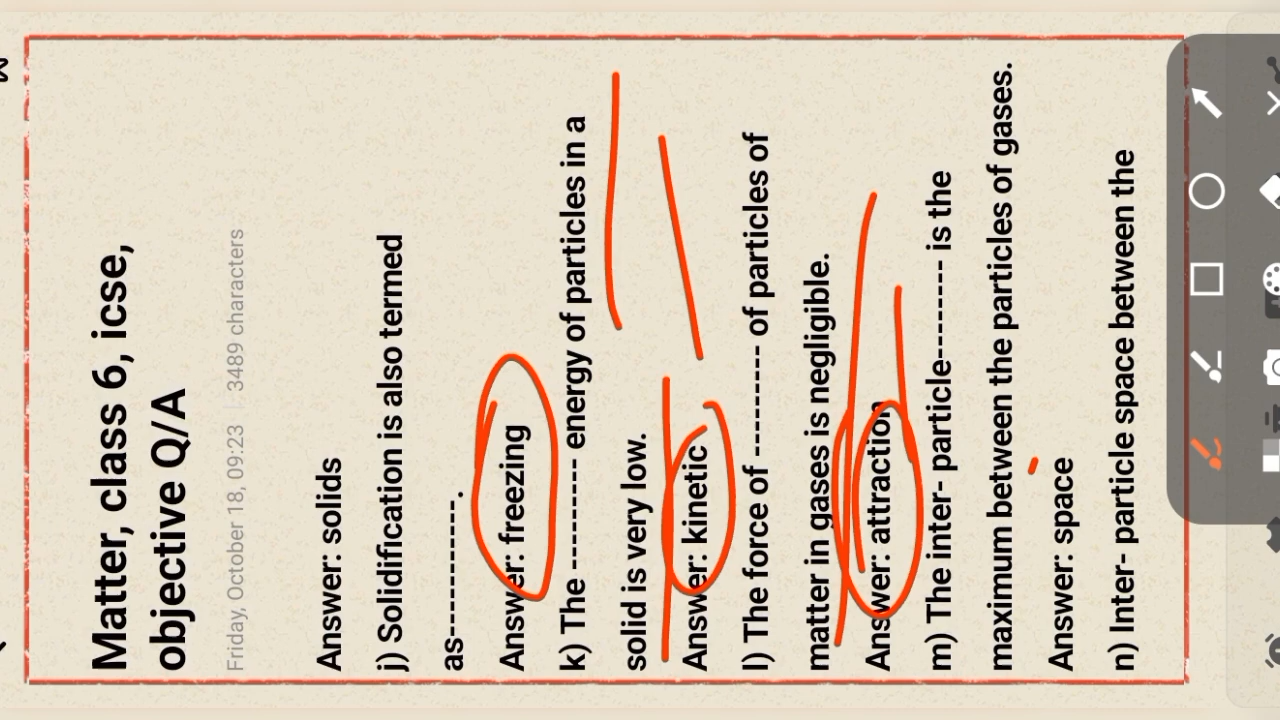 Matter, class 6, icse,
objective Q/A
Friday, October 18, 09:23 | 3489 characters
Answer: solids
j) Solidification is also termed
as------------.
Answer: freezing
k) The ----------- energy of particles in a
solid is very low.
Answer: kinetic
l) The force of ----------- of particles of
matter in gases is negligible.
Answer: attraction
m) The inter- particle----------- is the
maximum between the particles of gases.
Answer: space
n) Inter- particle space between the